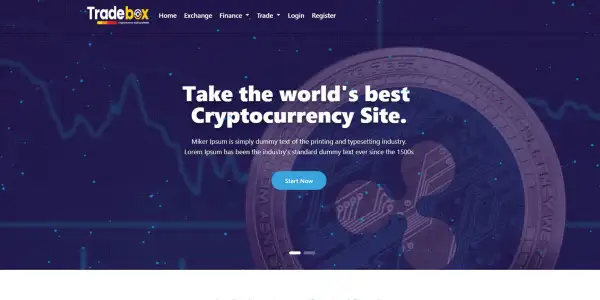 Tradebox
Home Exchange Finance Trade Login Register
Take the world's best
Cryptocurrency Site.
Miker Ipsum is simply dummy text of the printing and typesetting industry.
Lorem Ipsum has been the industry's standard dummy text ever since the 1500s
Start Now